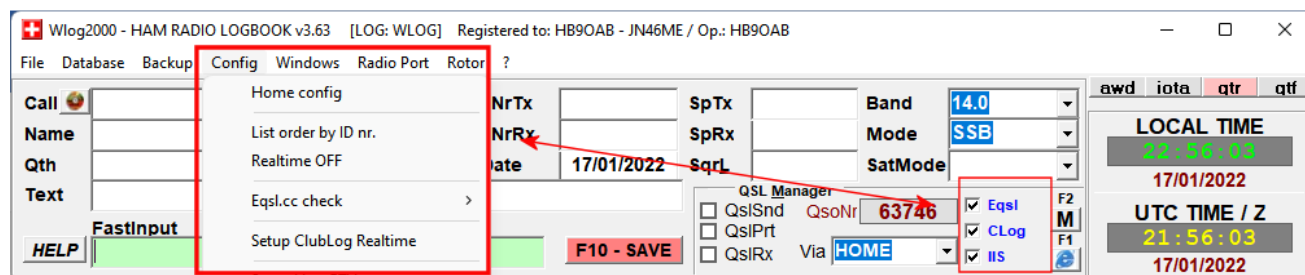 Wlog2000 - HAM RADIO LOGBOOK v3.63 [LOG: WLOG] Registered to: HB9OAB - JN46ME / Op.: HB9OAB
File Database Backup Config Windows Radio Port Rotor ?
awd iota qtr qtf
Call NrTx SpTx Band 14.0
Name NrRx SpRx Mode SSB
Qth Date 17/01/2022 SqrL SatMode
Text
Home config
List order by ID nr.
Realtime OFF
Eqsl.cc check >
Setup ClubLog Realtime
LOCAL TIME
22:56:03
17/01/2022
QSL Manager
QslSnd QsoNr 63746 Eqsl F2
QslPrt CLog M
QslRx Via HOME IIS F1
UTC TIME / Z
21:56:03
17/01/2022
FastInput
HELP F10 - SAVE